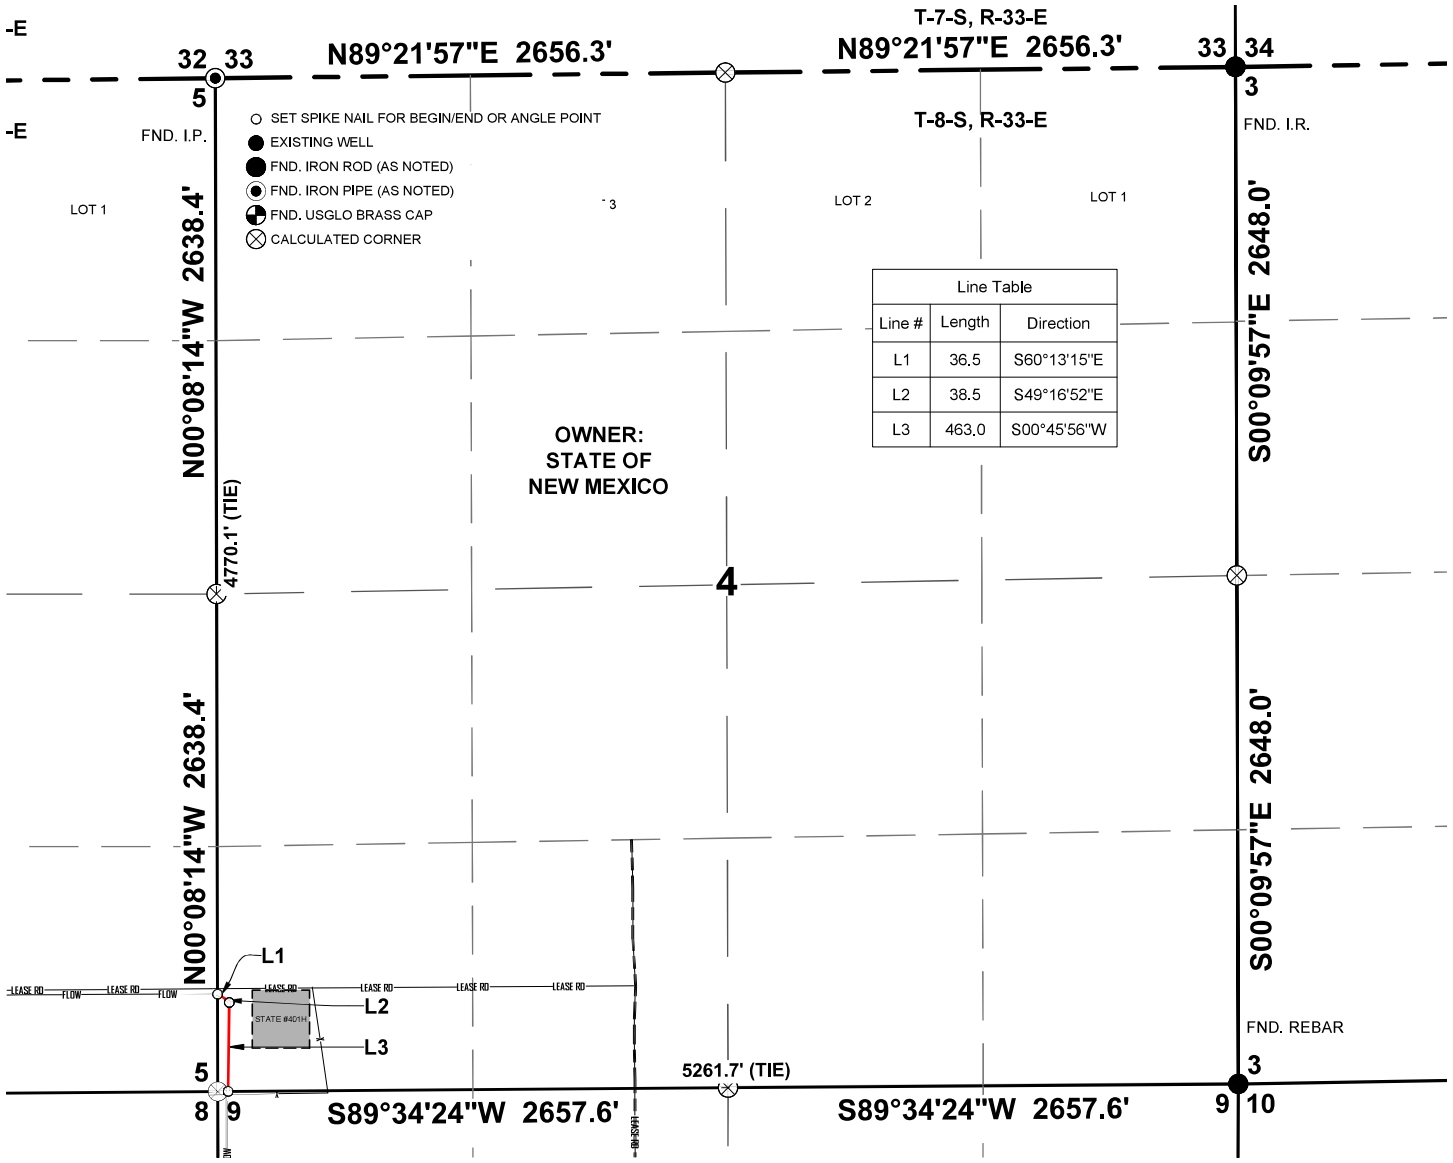 -E
T-7-S, R-33-E
32 33
N89°21'57"E 2656.3'
N89°21'57"E 2656.3'
33 34
5
3
-E
FND. I.P.
T-8-S, R-33-E
FND. I.R.
SET SPIKE NAIL FOR BEGIN/END OR ANGLE POINT
EXISTING WELL
FND. IRON ROD (AS NOTED)
FND. IRON PIPE (AS NOTED)
FND. USGLO BRASS CAP
CALCULATED CORNER
LOT 1
3
LOT 2
LOT 1
N00°08'14"W 2638.4'
S00°09'57"E 2648.0'
Line Table
Line # Length Direction
L1 36.5 S60°13'15"E
L2 38.5 S49°16'52"E
L3 463.0 S00°45'56"W
OWNER:
STATE OF
NEW MEXICO
4770.1' (TIE)
4
N00°08'14"W 2638.4'
S00°09'57"E 2648.0'
L1
LEASE RD
FLOW
LEASE RD
FLOW
LEASE RD
LEASE RD
LEASE RD
LEASE RD
L2
STATE #401H
L3
FND. REBAR
5
5261.7' (TIE)
3
8 9
S89°34'24"W 2657.6'
S89°34'24"W 2657.6'
9 10
LEASE RD